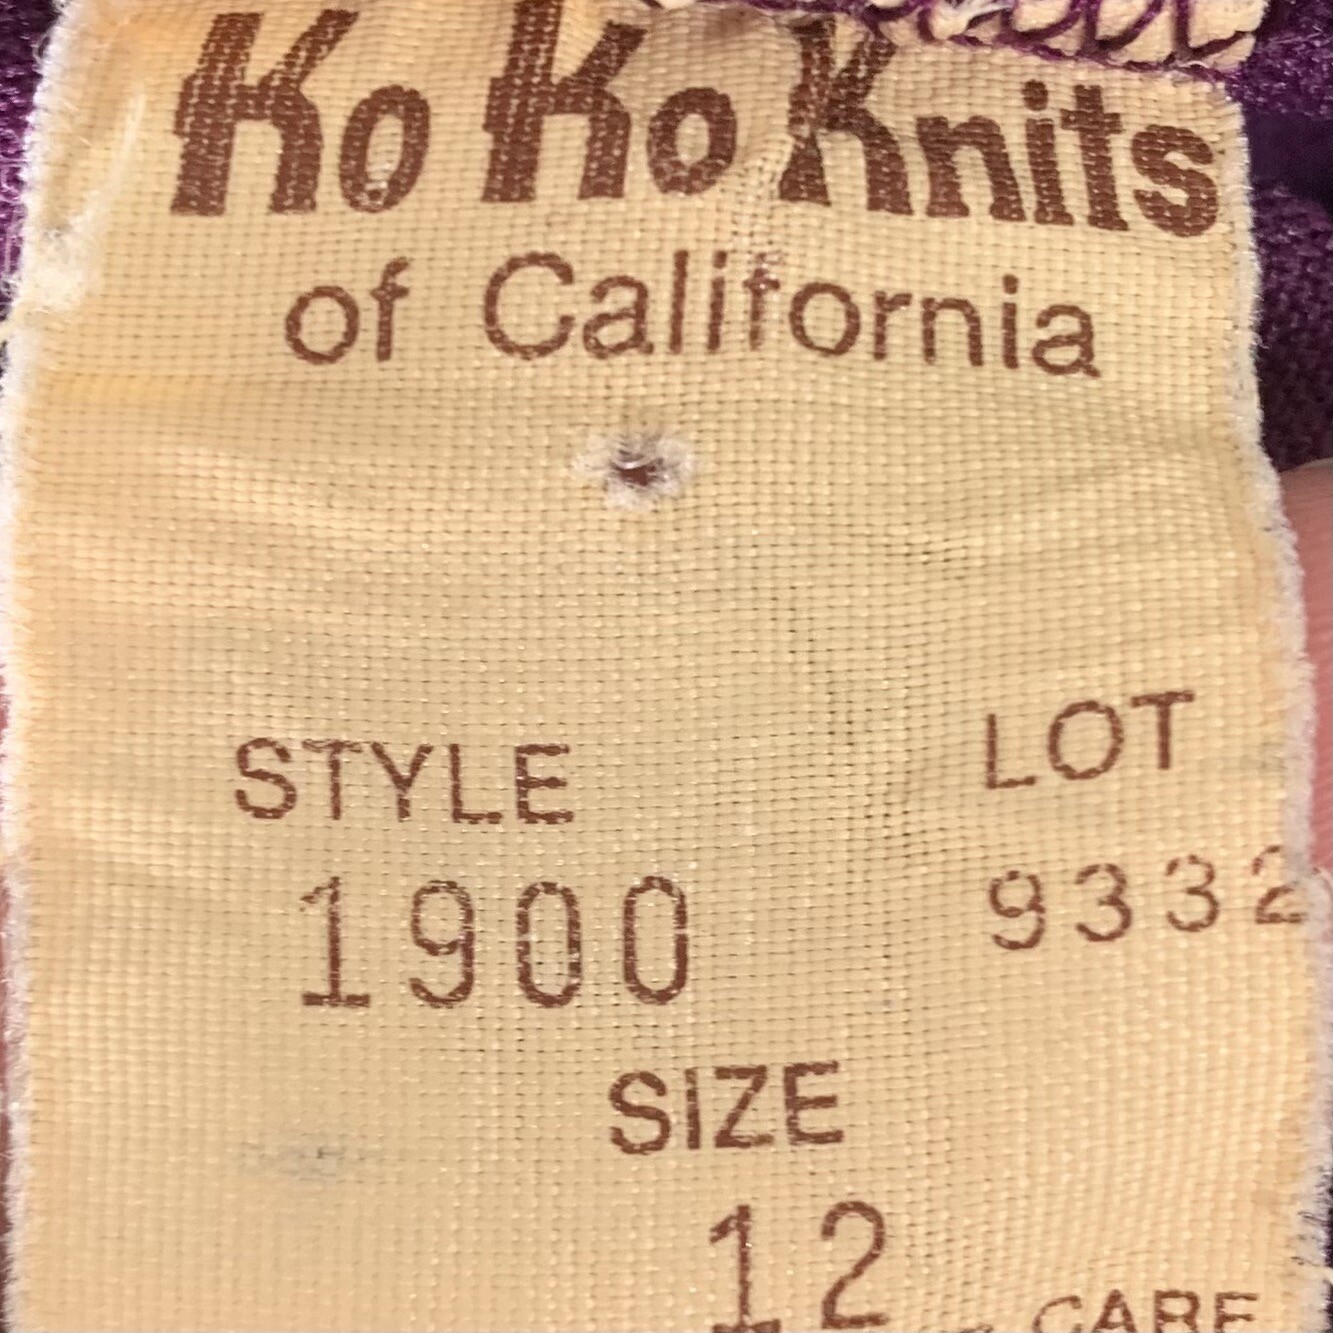 Ko Ko Knits
of California
STYLE LOT
1900 9332
SIZE
12
CARE